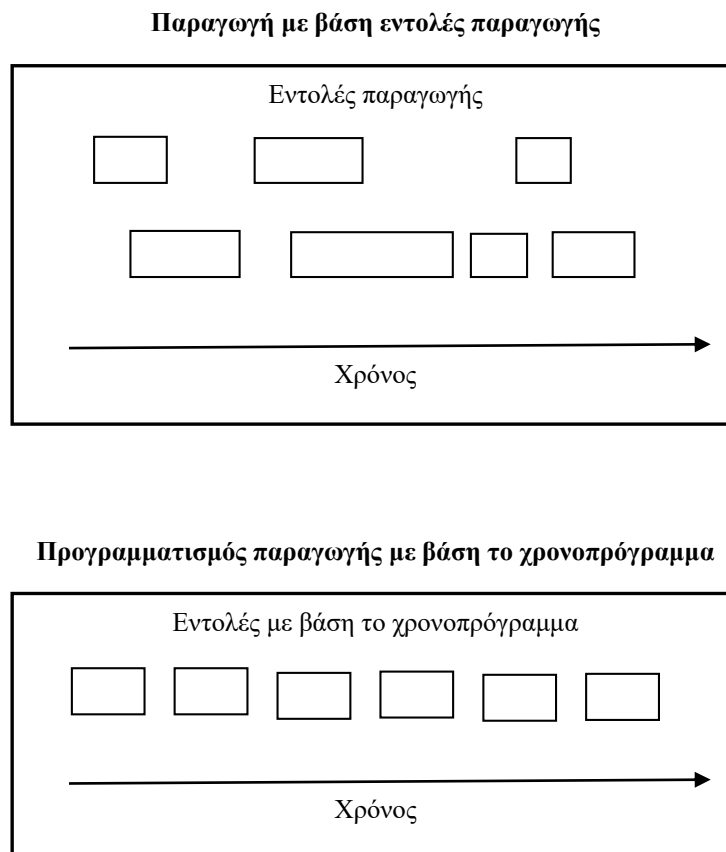 Παραγωγή με βάση εντολές παραγωγής
Εντολές παραγωγής
Χρόνος
Προγραμματισμός παραγωγής με βάση το χρονοπρόγραμμα
Εντολές με βάση το χρονοπρόγραμμα
Χρόνος